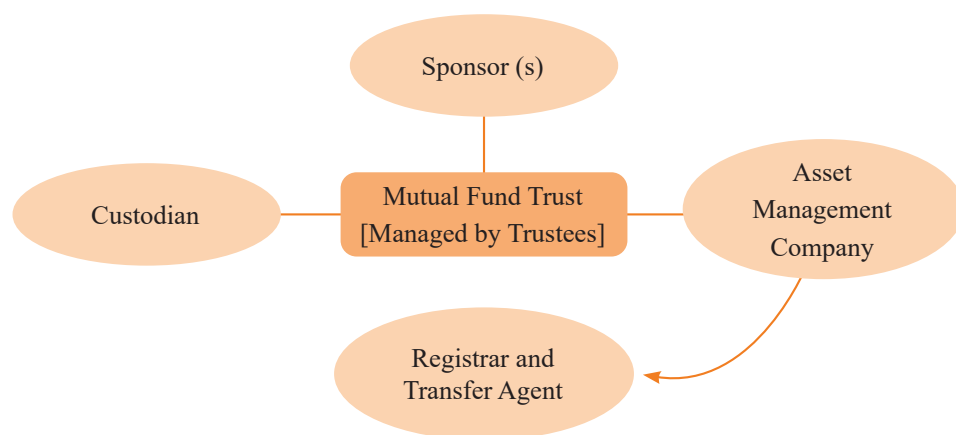 Sponsor (s)
Custodian
Mutual Fund Trust
[Managed by Trustees]
Asset
Management
Company
Registrar and
Transfer Agent